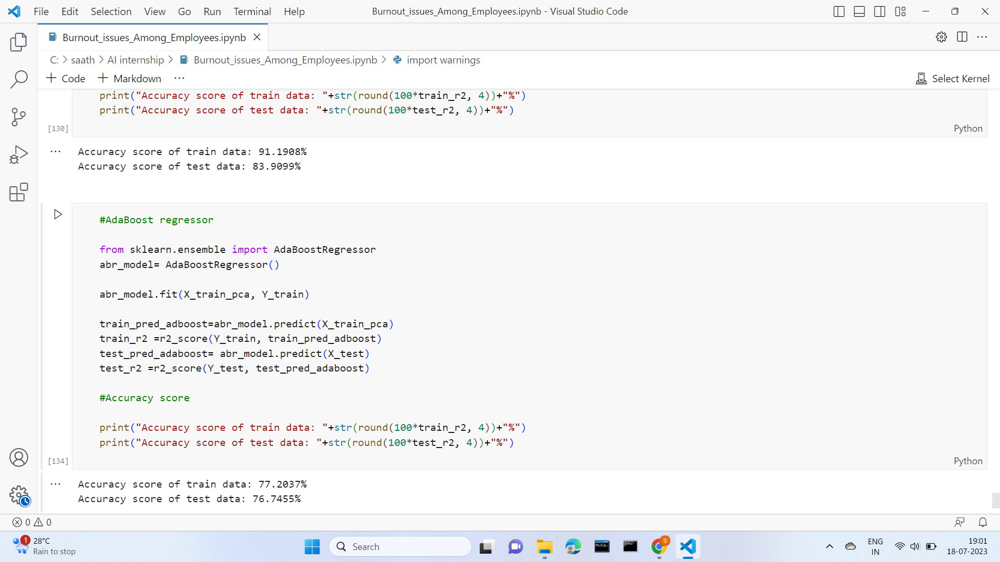 File Edit Selection View Go Run Terminal Help
Burnout_issues_Among_Employees.ipynb - Visual Studio Code
Burnout_issues_Among_Employees.ipynb
C: > saath > AI internship > Burnout_issues_Among_Employees.ipynb > import warnings
+ Code + Markdown ...
Select Kernel
print("Accuracy score of train data: "+str(round(100*train_r2, 4))+"%")
print("Accuracy score of test data: "+str(round(100*test_r2, 4))+"%")
[130]
Python
Accuracy score of train data: 91.1908%
Accuracy score of test data: 83.9099%
#AdaBoost regressor
from sklearn.ensemble import AdaBoostRegressor
abr_model= AdaBoostRegressor()
abr_model.fit(X_train_pca, Y_train)
train_pred_adboost=abr_model.predict(X_train_pca)
train_r2 =r2_score(Y_train, train_pred_adboost)
test_pred_adaboost= abr_model.predict(X_test)
test_r2 =r2_score(Y_test, test_pred_adaboost)
#Accuracy score
print("Accuracy score of train data: "+str(round(100*train_r2, 4))+"%")
print("Accuracy score of test data: "+str(round(100*test_r2, 4))+"%")
[134]
Python
Accuracy score of train data: 77.2037%
Accuracy score of test data: 76.7455%
0 0
1
28°C
Rain to stop
Search
MySQL
S
ENG
IN
19:01
18-07-2023